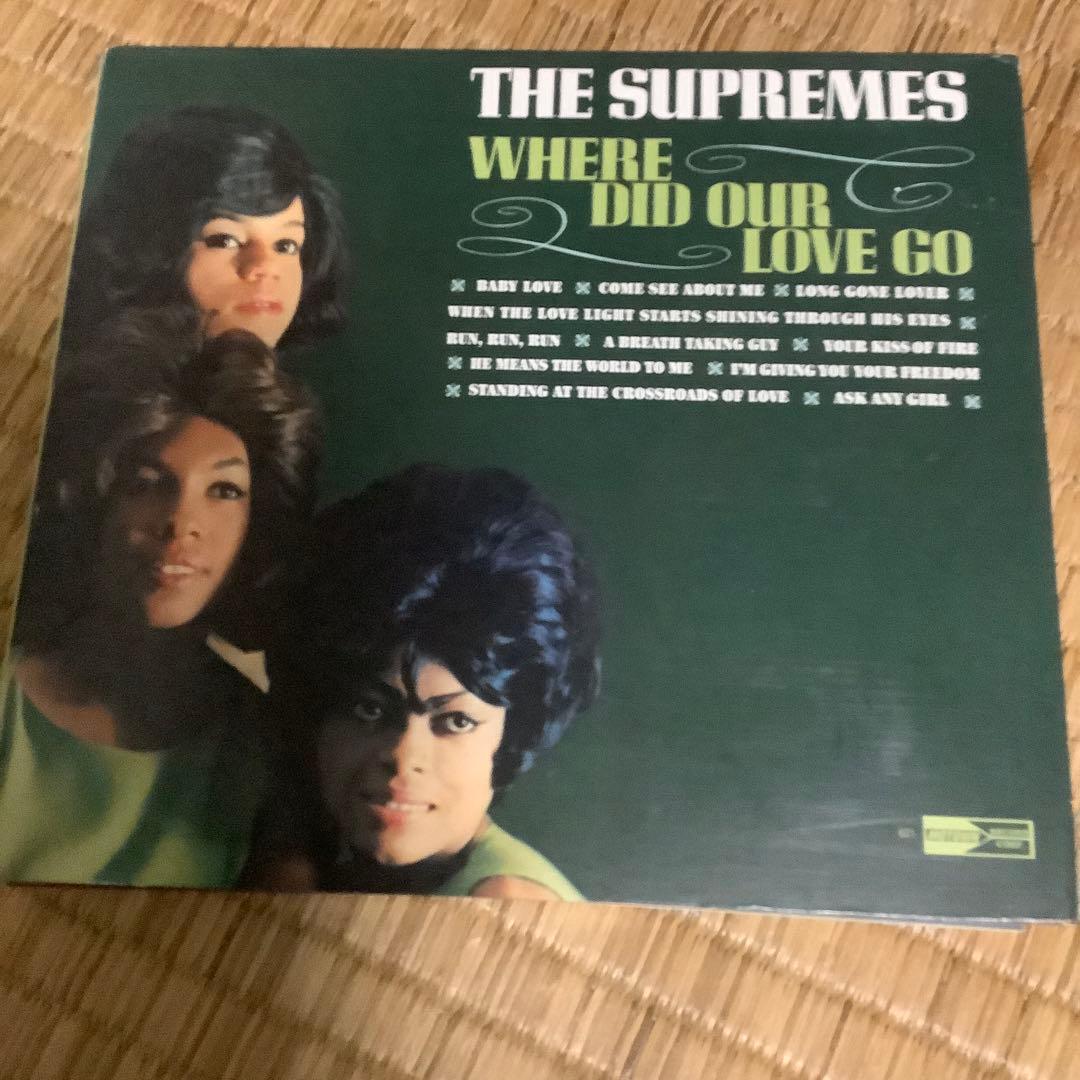 THE SUPREMES
WHERE
DID OUR
LOVE GO
BABY LOVE COME SEE ABOUT ME LONG GONE LOVER
WHEN THE LOVE LIGHT STARTS SHINING THROUGH HIS EYES
RUN, RUN, RUN A BREATH TAKING GUY YOUR KISS OF FIRE
HE MEANS THE WORLD TO ME I'M GIVING YOU YOUR FREEDOM
STANDING AT THE CROSSROADS OF LOVE ASK ANY GIRL
MOTOWN